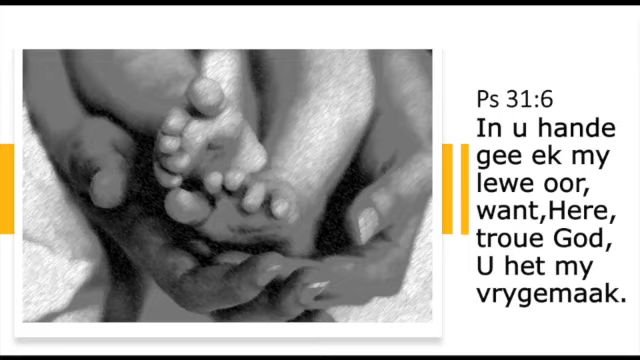 Ps 31:6
In u hande
gee ek my
lewe oor,
want,Here,
troue God,
U het my
vrygemaak.